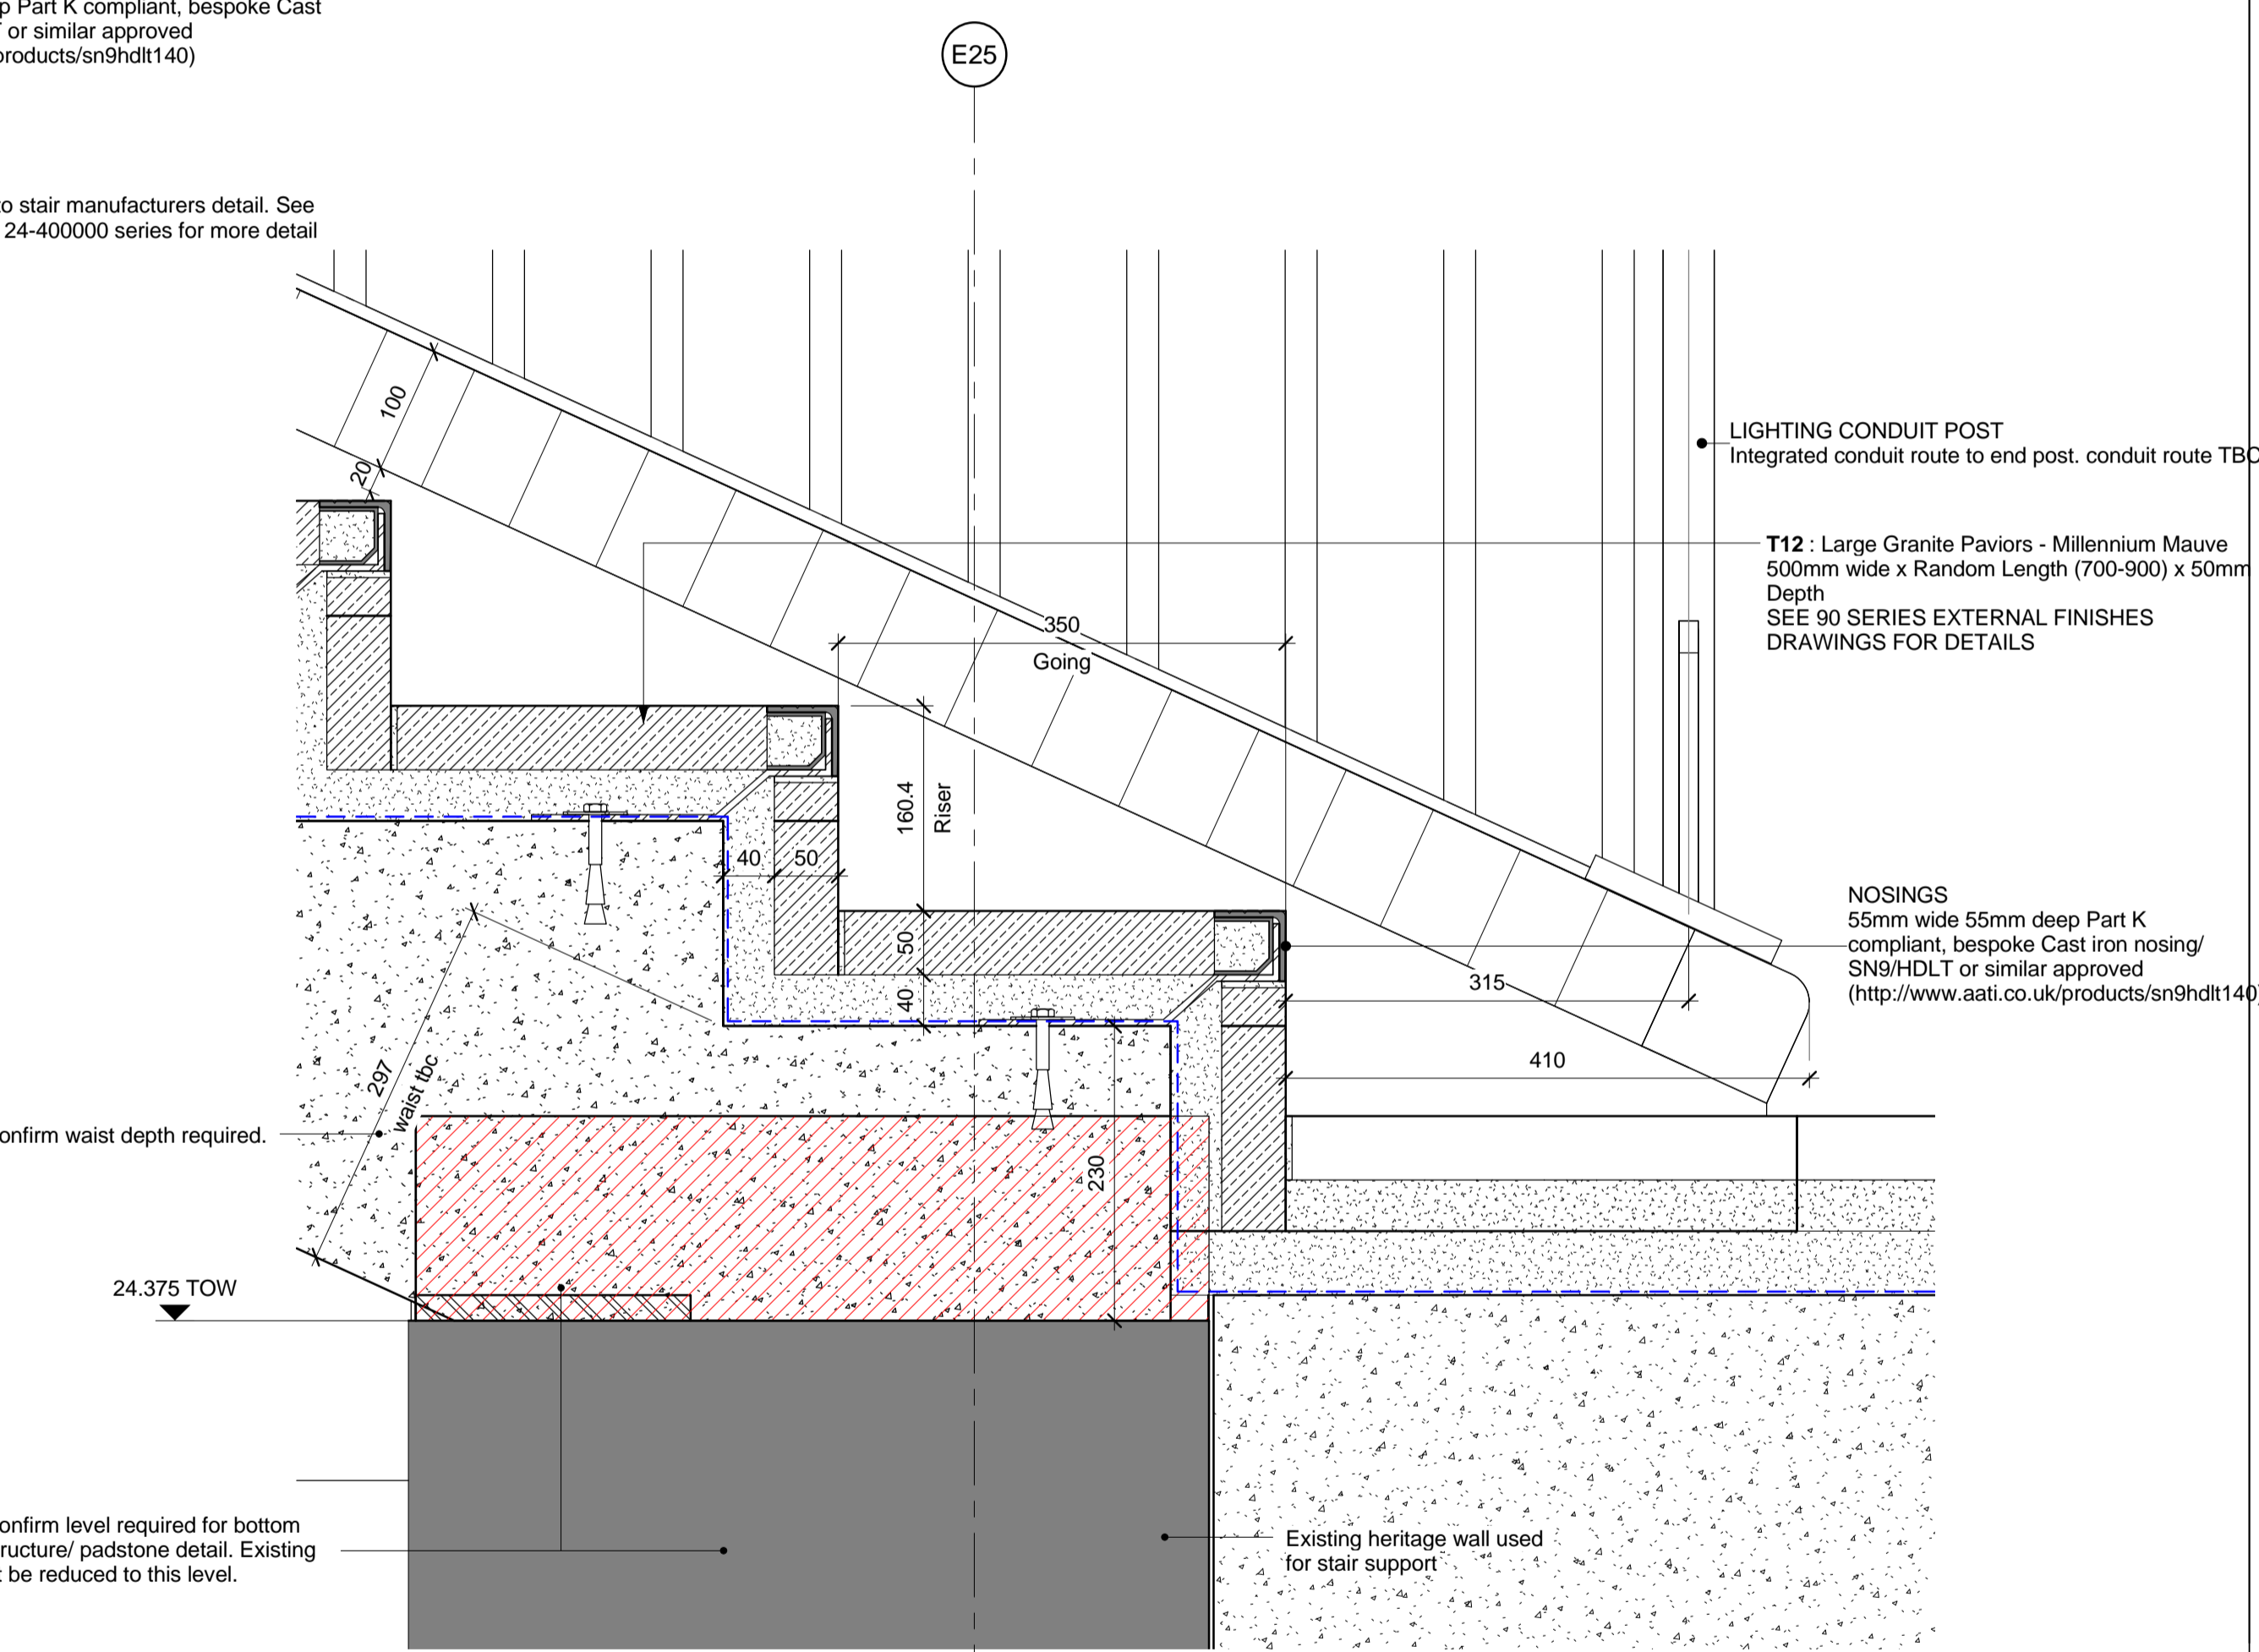 p Part K compliant, bespoke Cast
or similar approved
products/sn9hdlt140)
E25
to stair manufacturers detail. See
24-400000 series for more detail
100
20
LIGHTING CONDUIT POST
Integrated conduit route to end post. conduit route TBC
T12 : Large Granite Paviors - Millennium Mauve
500mm wide x Random Length (700-900) x 50mm
Depth
SEE 90 SERIES EXTERNAL FINISHES
DRAWINGS FOR DETAILS
350
Going
160.4
Riser
40
50
NOSINGS
55mm wide 55mm deep Part K
compliant, bespoke Cast iron nosing/
SN9/HDLT or similar approved
(http://www.aati.co.uk/products/sn9hdlt140)
50
40
315
410
297
waist tbc
onfirm waist depth required.
230
24.375 TOW
onfirm level required for bottom
ructure/ padstone detail. Existing
t be reduced to this level.
Existing heritage wall used
for stair support